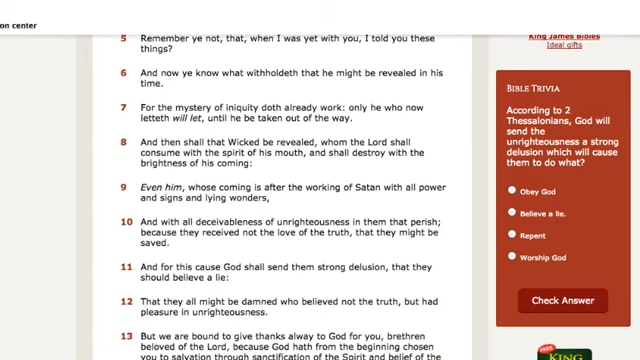 on center
5 Remember ye not, that, when I was yet with you, I told you these
things?
6 And now ye know what withholdeth that he might be revealed in his
time.
7 For the mystery of iniquity doth already work: only he who now
letteth will let, until he be taken out of the way.
8 And then shall that Wicked be revealed, whom the Lord shall
consume with the spirit of his mouth, and shall destroy with the
brightness of his coming:
9 Even him, whose coming is after the working of Satan with all power
and signs and lying wonders,
10 And with all deceivableness of unrighteousness in them that perish;
because they received not the love of the truth, that they might be
saved.
11 And for this cause God shall send them strong delusion, that they
should believe a lie:
12 That they all might be damned who believed not the truth, but had
pleasure in unrighteousness.
13 But we are bound to give thanks alway to God for you, brethren
beloved of the Lord, because God hath from the beginning chosen
you to salvation through sanctification of the Spirit and belief of the
King James Bibles
Ideal gifts
BIBLE TRIVIA
According to 2
Thessalonians, God will
send the
unrighteousness a strong
delusion which will cause
them to do what?
Obey God
Believe a lie.
Repent
Worship God
Check Answer
FREE
KING